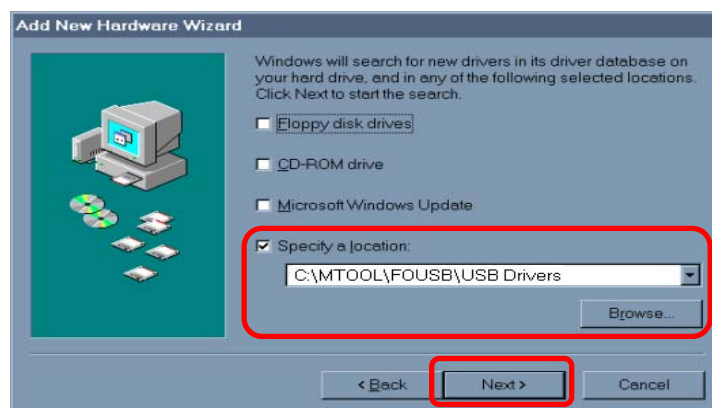 Add New Hardware Wizard
Windows will search for new drivers in its driver database on
your hard drive, and in any of the following selected locations.
Click Next to start the search.
Floppy disk drives
CD-ROM drive
Microsoft Windows Update
Specify a location:
C:\MTOOL\FOUSB\USB Drivers
Browse...
< Back Next > Cancel